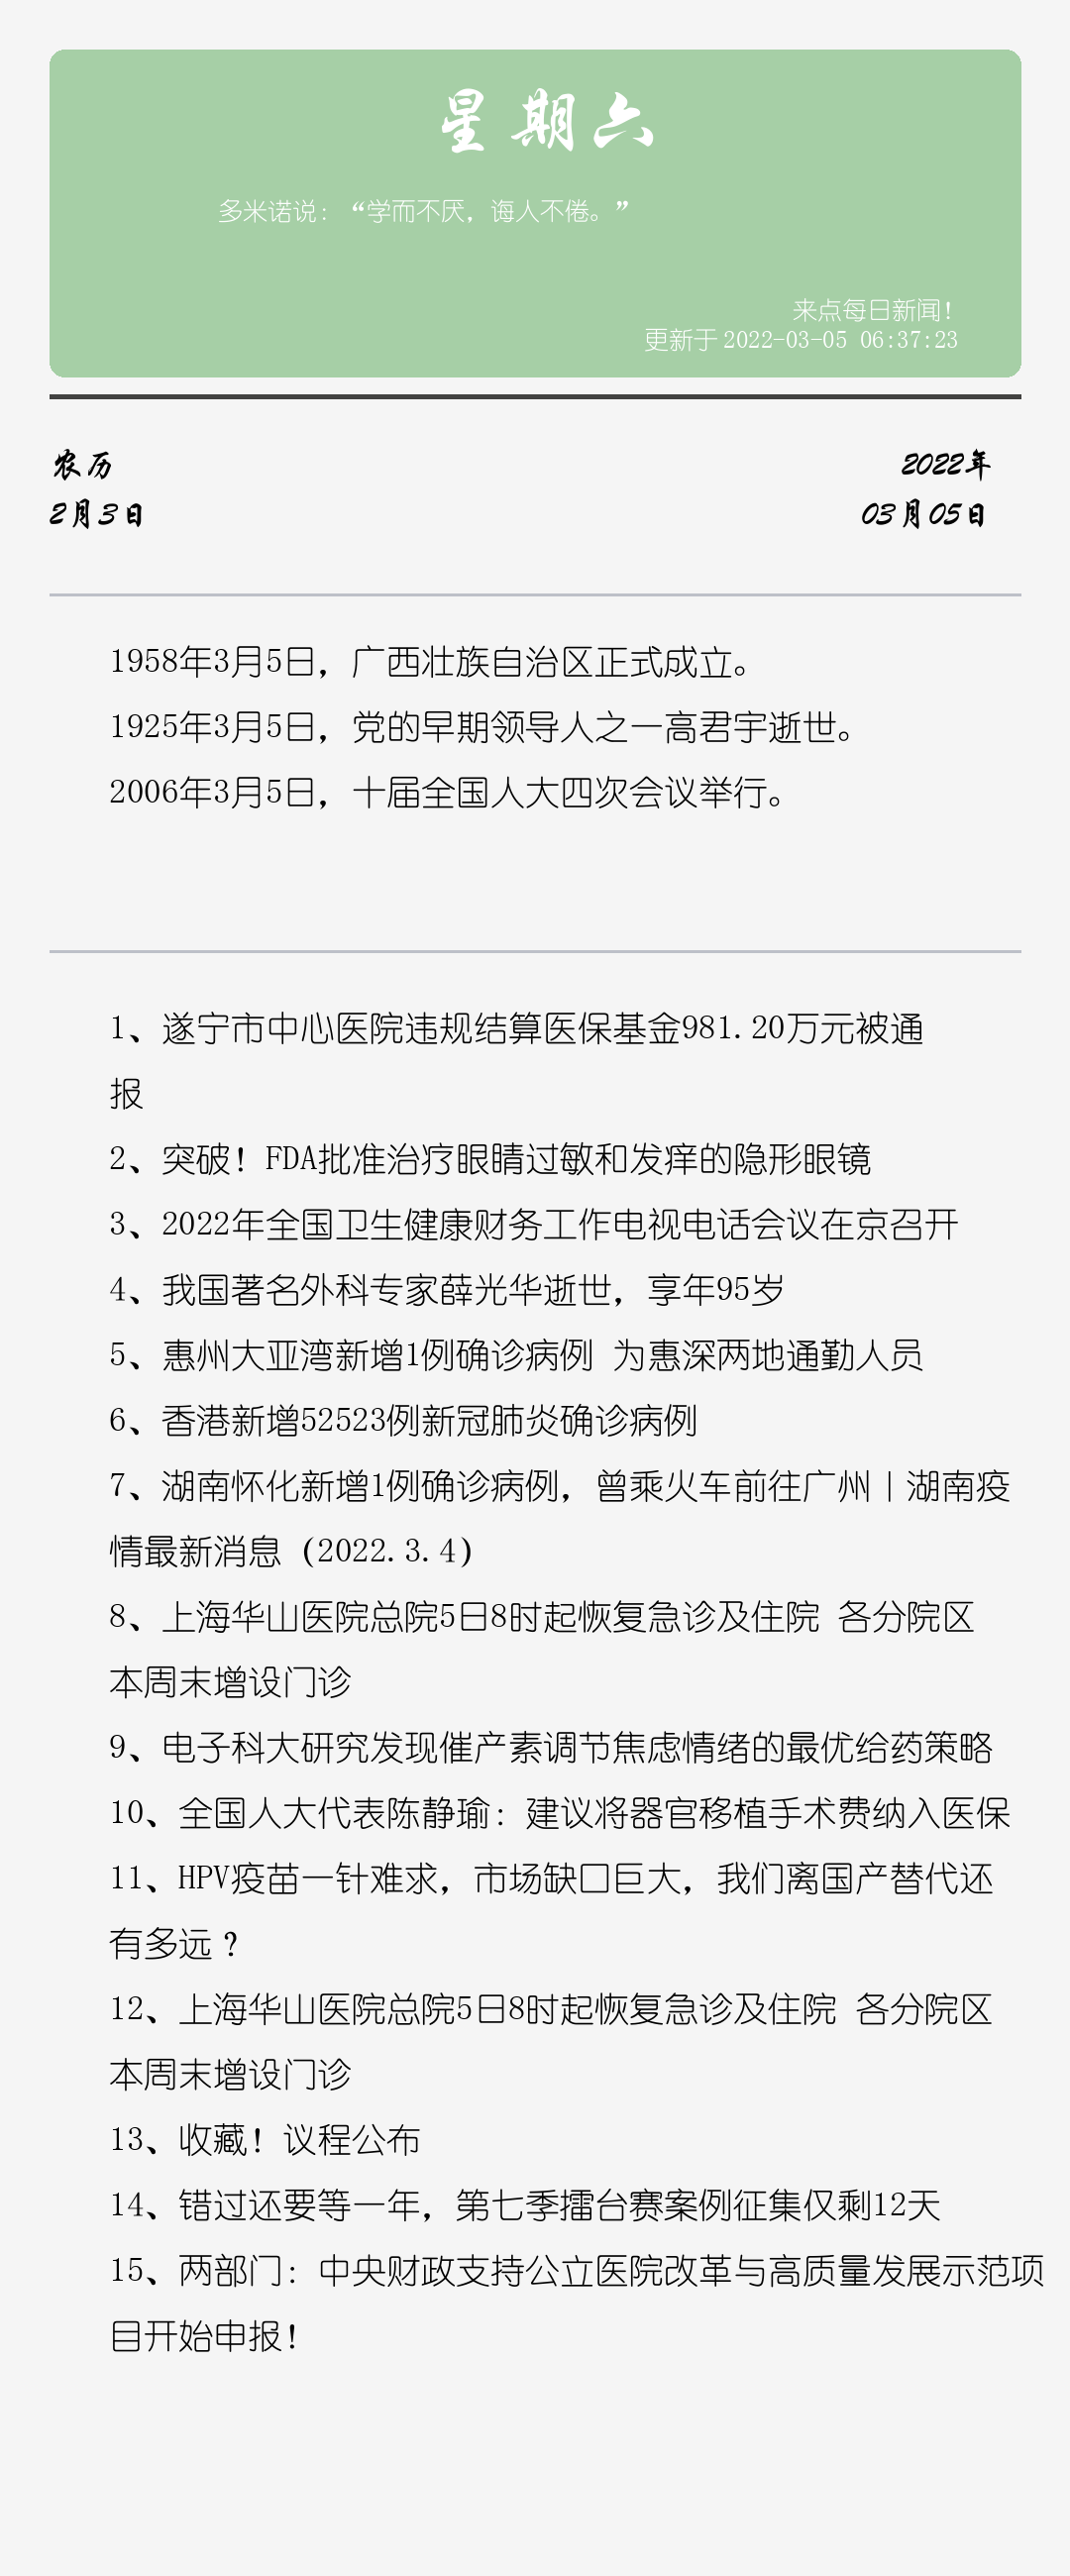 星期六
多米诺说：“学而不厌，诲人不倦。”
来点每日新闻！
更新于 2022-03-05 06:37:23
农历
2022年
2月3日
03月05日
1958年3月5日，广西壮族自治区正式成立。
1925年3月5日，党的早期领导人之一高君宇逝世。
2006年3月5日，十届全国人大四次会议举行。
1、遂宁市中心医院违规结算医保基金981.20万元被通
报
2、突破！FDA批准治疗眼睛过敏和发痒的隐形眼镜
3、2022年全国卫生健康财务工作电视电话会议在京召开
4、我国著名外科专家薛光华逝世，享年95岁
5、惠州大亚湾新增1例确诊病例 为惠深两地通勤人员
6、香港新增52523例新冠肺炎确诊病例
7、湖南怀化新增1例确诊病例，曾乘火车前往广州丨湖南疫
情最新消息（2022.3.4）
8、上海华山医院总院5日8时起恢复急诊及住院 各分院区
本周末增设门诊
9、电子科大研究发现催产素调节焦虑情绪的最优给药策略
10、全国人大代表陈静瑜：建议将器官移植手术费纳入医保
11、HPV疫苗一针难求，市场缺口巨大，我们离国产替代还
有多远？
12、上海华山医院总院5日8时起恢复急诊及住院 各分院区
本周末增设门诊
13、收藏！议程公布
14、错过还要等一年，第七季擂台赛案例征集仅剩12天
15、两部门：中央财政支持公立医院改革与高质量发展示范项
目开始申报！